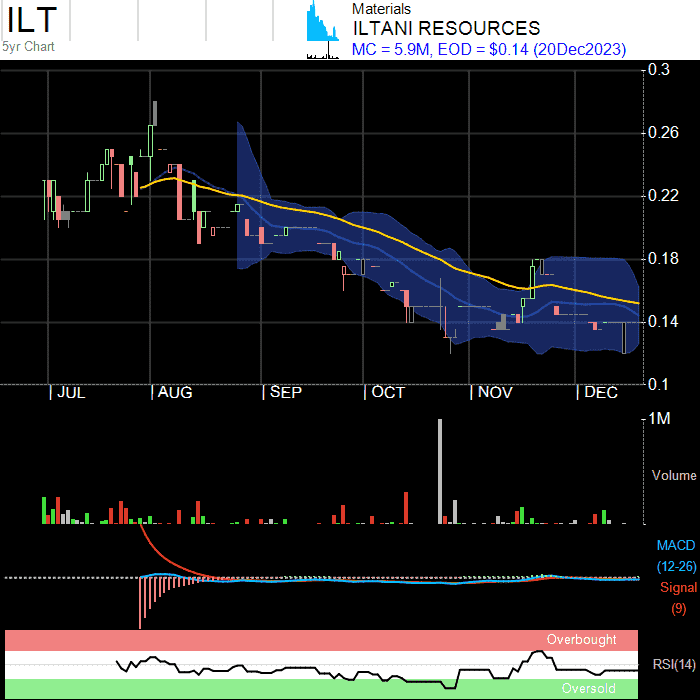 ILT
5yr Chart
Materials
ILTANI RESOURCES
MC = 5.9M, EOD = $0.14 (20Dec2023)
0.3
0.26
0.22
0.18
0.14
0.1
| JUL | AUG | SEP | OCT | NOV | DEC
1M
Volume
MACD
(12-26)
Signal
(9)
Overbought
RSI(14)
Oversold